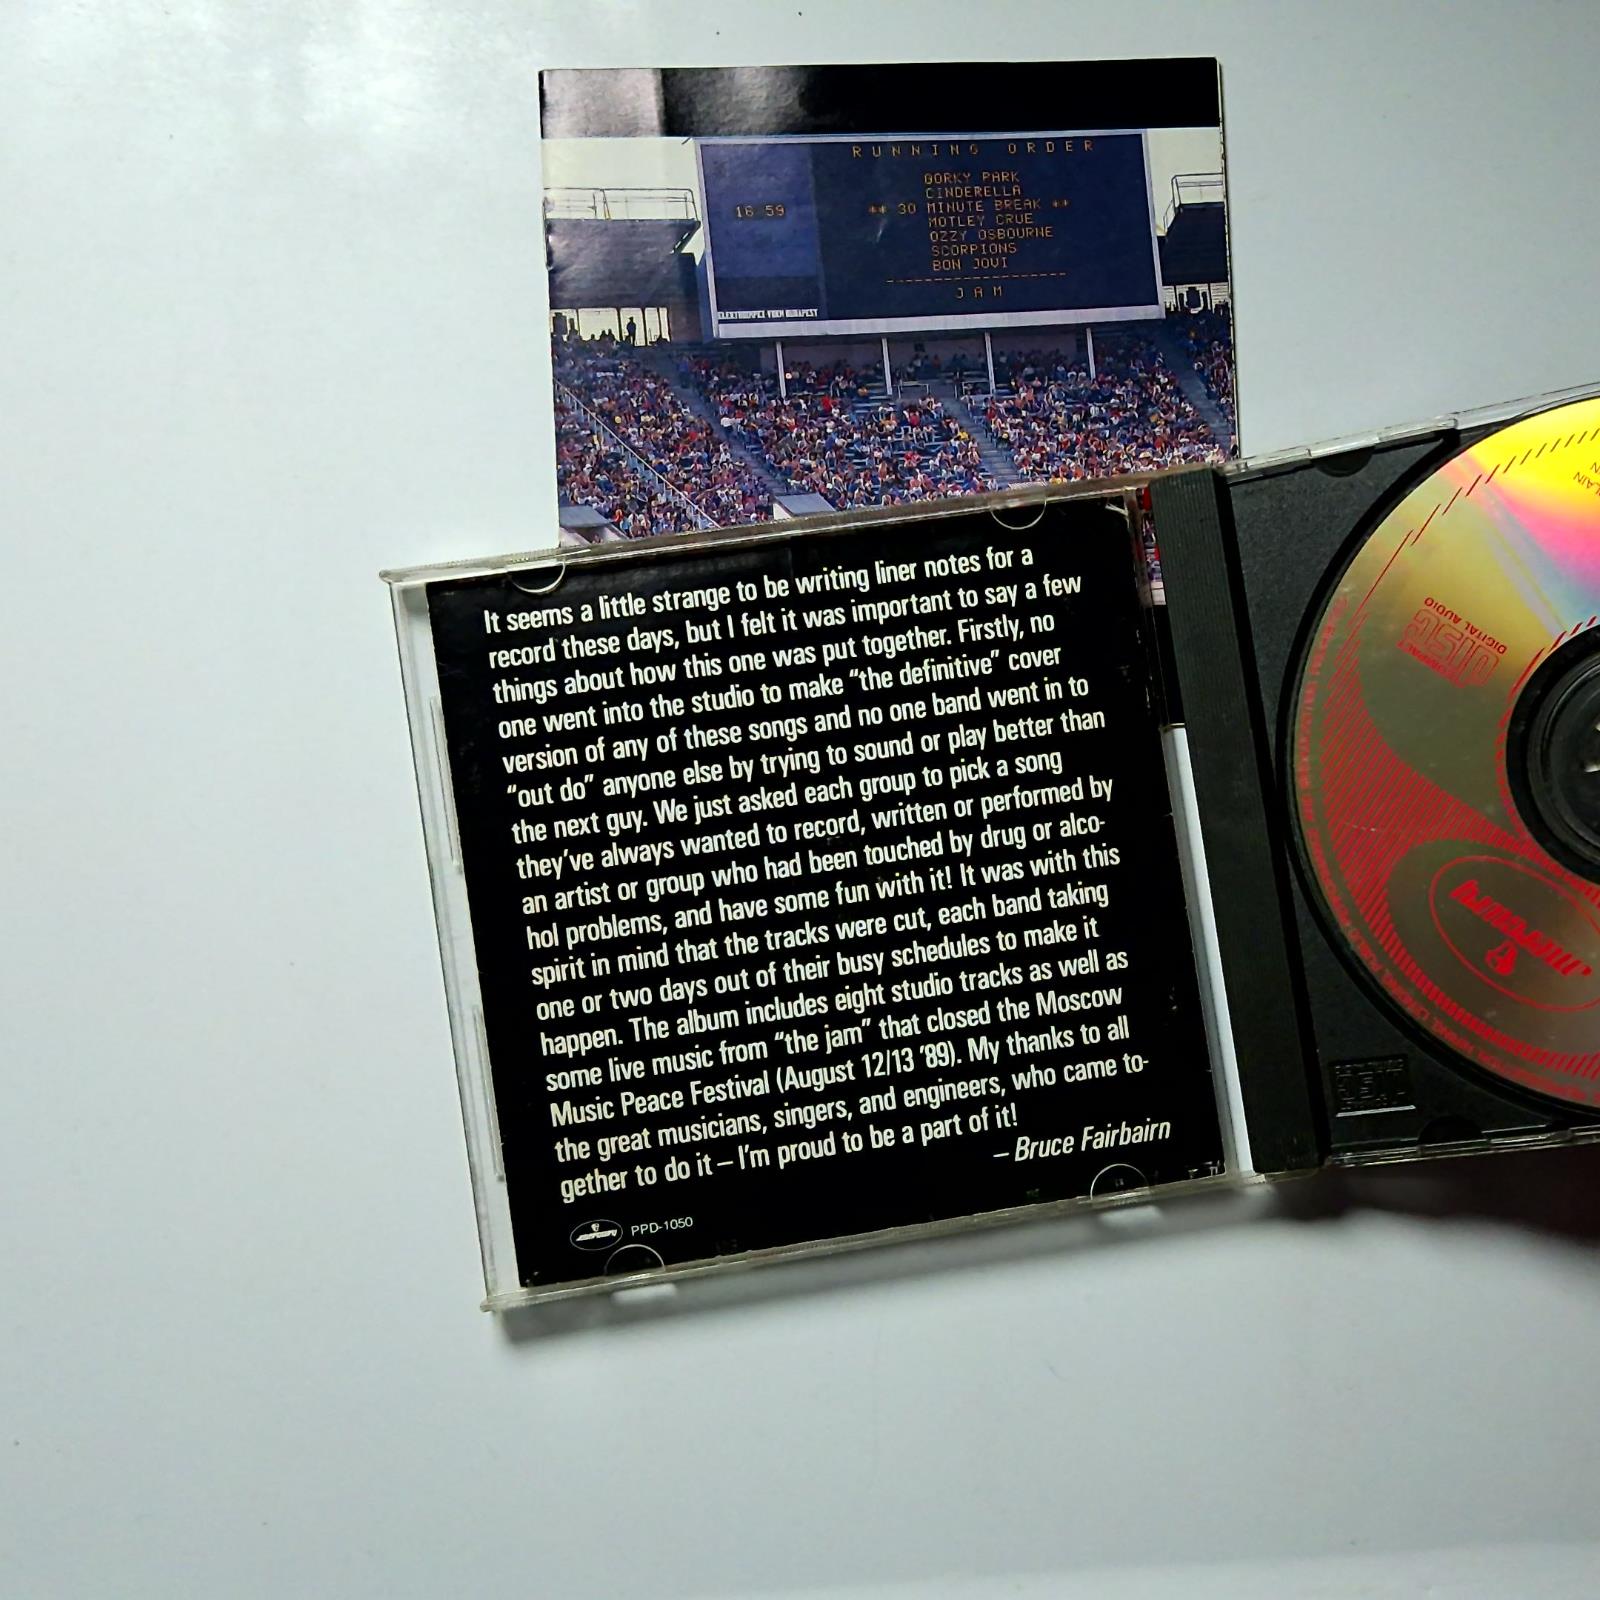 RUNNING ORDER
GORKY PARK
CINDERELLA
16 59
** 30 MINUTE BREAK **
MOTLEY CRUE
OZZY OSBOURNE
SCORPIONS
BON JOVI
JAM
BUDAPEST
It seems a little strange to be writing liner notes for a
record these days, but I felt it was important to say a few
things about how this one was put together. Firstly, no
one went into the studio to make “the definitive” cover
version of any of these songs and no one band went in to
“out do” anyone else by trying to sound or play better than
the next guy. We just asked each group to pick a song
they’ve always wanted to record, written or performed by
an artist or group who had been touched by drug or alco-
hol problems, and have some fun with it! It was with this
spirit in mind that the tracks were cut, each band taking
one or two days out of their busy schedules to make it
happen. The album includes eight studio tracks as well as
some live music from “the jam” that closed the Moscow
Music Peace Festival (August 12/13 ’89). My thanks to all
the great musicians, singers, and engineers, who came to-
gether to do it – I’m proud to be a part of it!
– Bruce Fairbairn
PPD-1050
COMPACT
disc
DIGITAL AUDIO
mercury